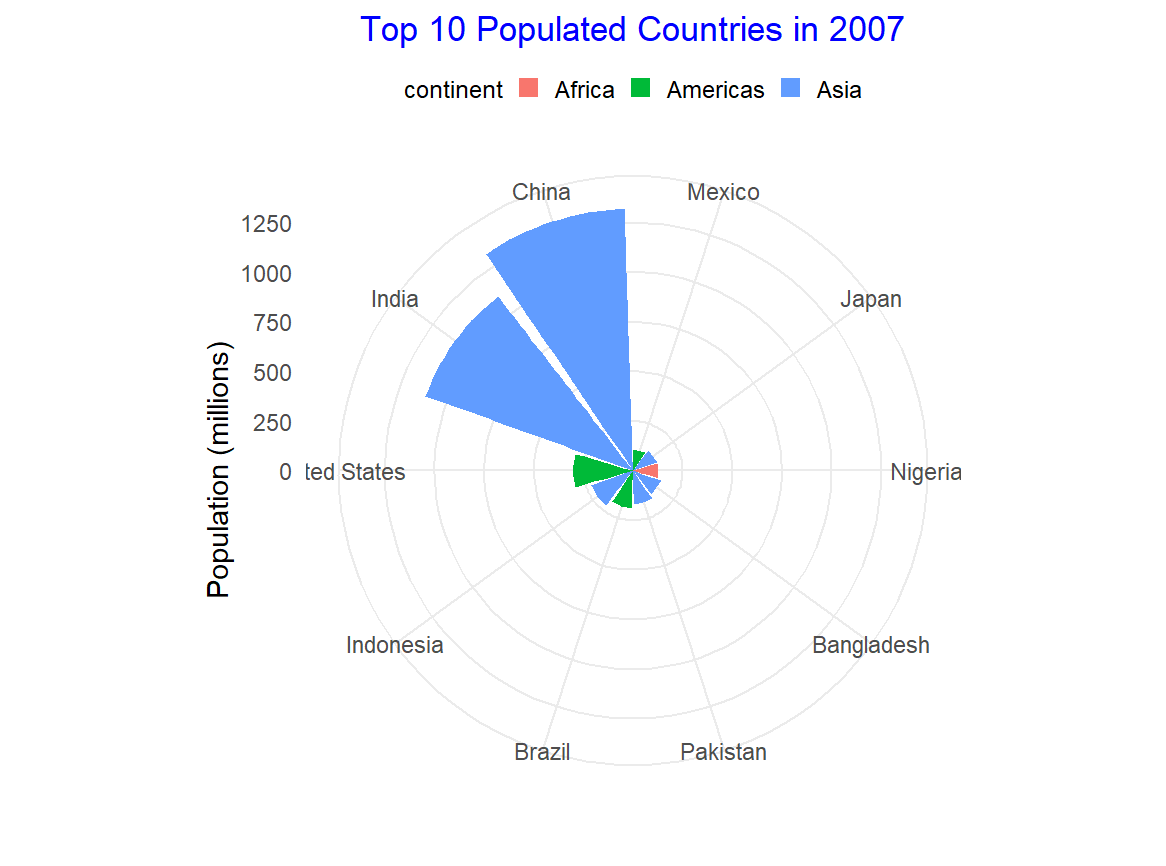 Top 10 Populated Countries in 2007
continent Africa Americas Asia
China
Mexico
1250
1000
750
500
250
0
Population (millions)
India
Japan
ted States
Nigeria
Indonesia
Bangladesh
Brazil
Pakistan